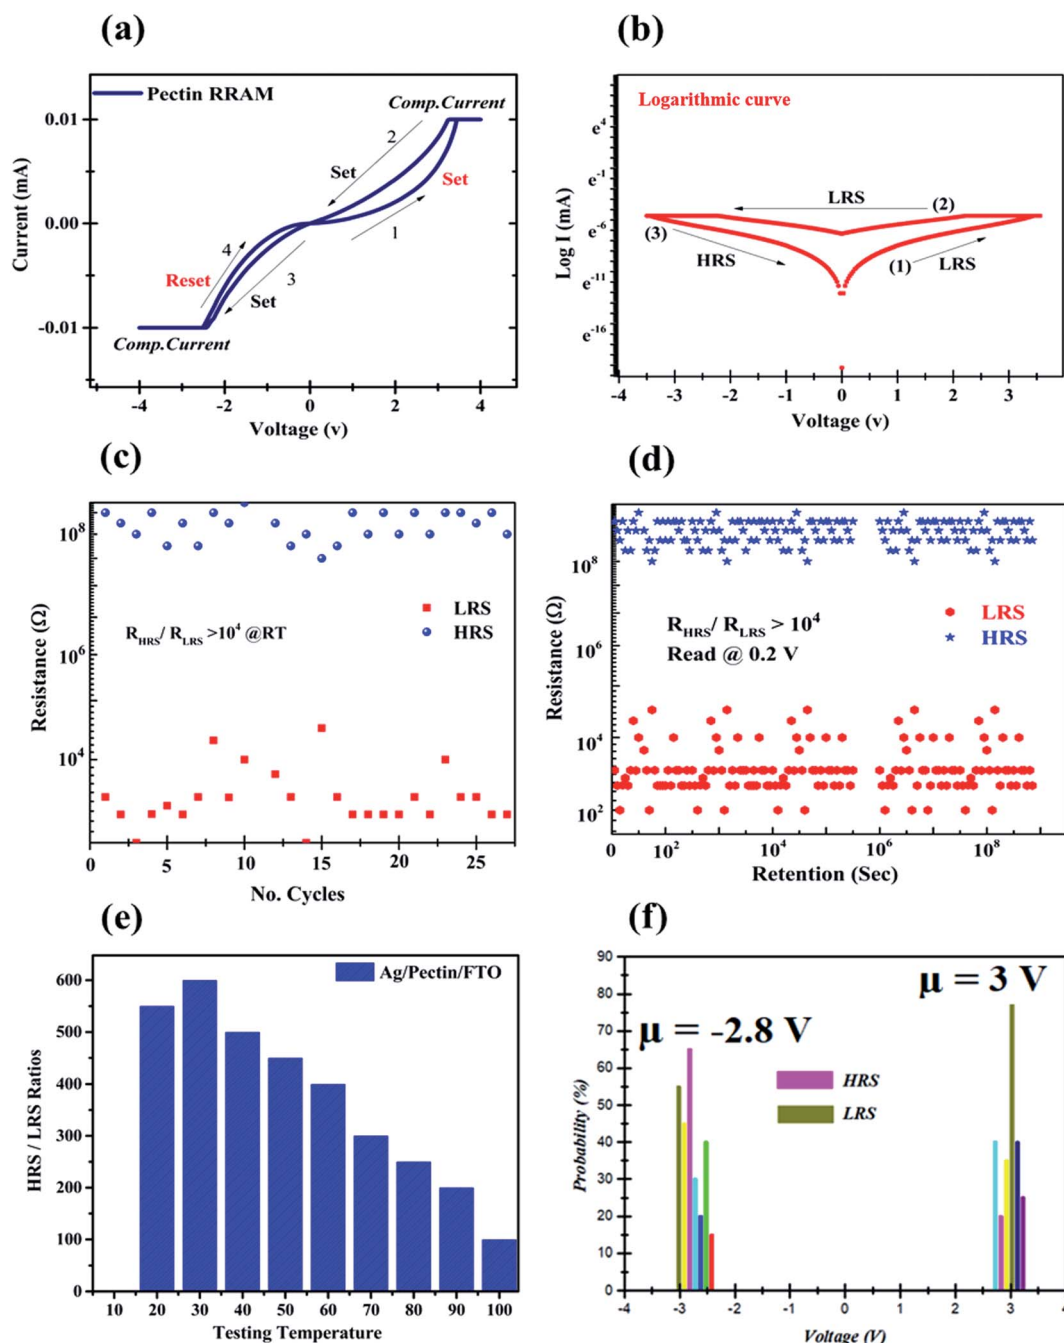 (a)
Pectin RRAM
Comp.Current
2
Set
Set
1
4
Reset
3
Set
Comp.Current
0.01
0.00
-0.01
Current (mA)
-4 -2 0 2 4
Voltage (v)
(b)
Logarithmic curve
LRS
(2)
(3)
HRS
(1)
LRS
e⁴
e⁻¹
e⁻⁶
e⁻¹¹
e⁻¹⁶
Log I (mA)
-4 -3 -2 -1 0 1 2 3
Voltage (v)
(c)
10⁸
10⁶
10⁴
Resistance (Ω)
LRS
HRS
R_HRS/ R_LRS >10⁴ @RT
0 5 10 15 20 25
No. Cycles
(d)
10⁸
10⁶
10⁴
10²
Resistance (Ω)
LRS
HRS
R_HRS/ R_LRS > 10⁴
Read @ 0.2 V
0 10² 10⁴ 10⁶ 10⁸
Retention (Sec)
(e)
Ag/Pectin/FTO
600
500
400
300
200
100
0
HRS / LRS Ratios
10 20 30 40 50 60 70 80 90 100
Testing Temperature
(f)
μ = 3 V
μ = -2.8 V
HRS
LRS
90
80
70
60
50
40
30
20
10
0
Probability (%)
-4 -3 -2 -1 0 1 2 3 4
Voltage (V)